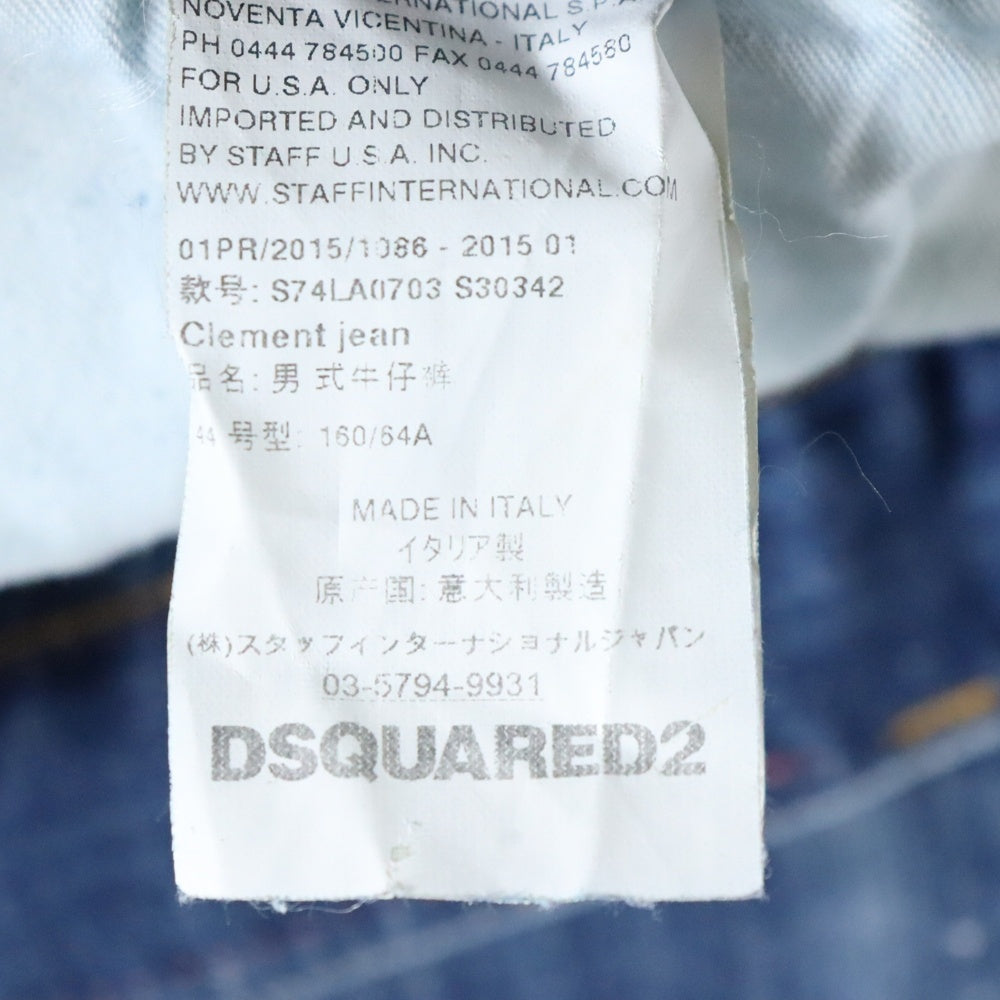 INTERNATIONAL S.P.A.
NOVENTA VICENTINA - ITALY
PH 0444 784500 FAX 0444 784580
FOR U.S.A. ONLY
IMPORTED AND DISTRIBUTED
BY STAFF U.S.A. INC.
WWW.STAFFINTERNATIONAL.COM
01PR/2015/1086 - 2015 01
款号: S74LA0703 S30342
Clement jean
品名: 男式牛仔裤
44 号型: 160/64A
MADE IN ITALY
イタリア製
原产国: 意大利製造
(株)スタッフインターナショナルジャパン
03-5794-9931
DSQUARED2